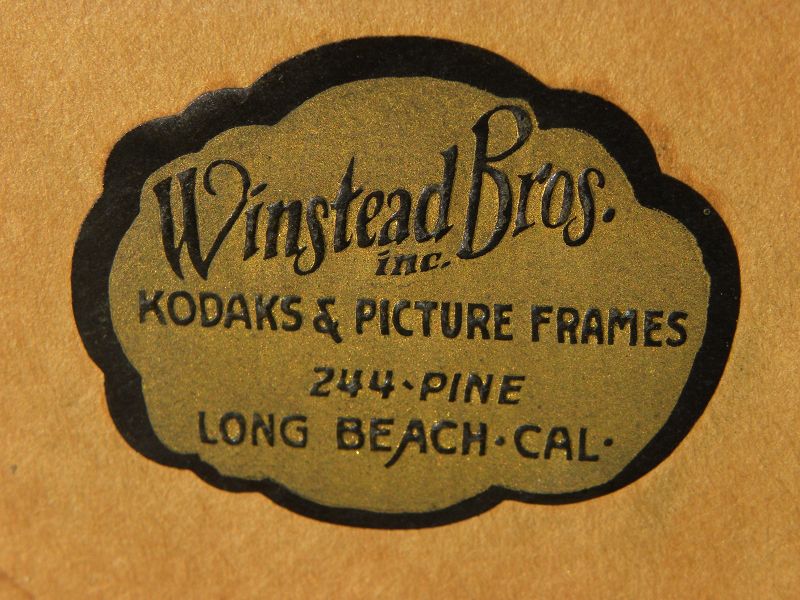 Winstead Bros.
inc.
KODAKS & PICTURE FRAMES
244·PINE
LONG BEACH·CAL·